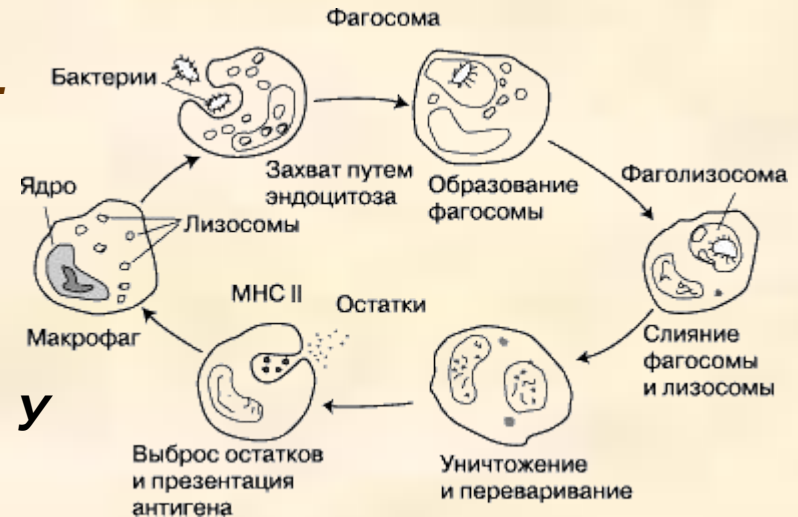 Фагосома
Бактерии
Захват путем
эндоцитоза
Образование
фагосомы
Фаголизосома
Ядро
Лизосомы
Макрофаг
MHC II
Остатки
Слияние
фагосомы
и лизосомы
у
Выброс остатков
и презентация
антигена
Уничтожение
и переваривание